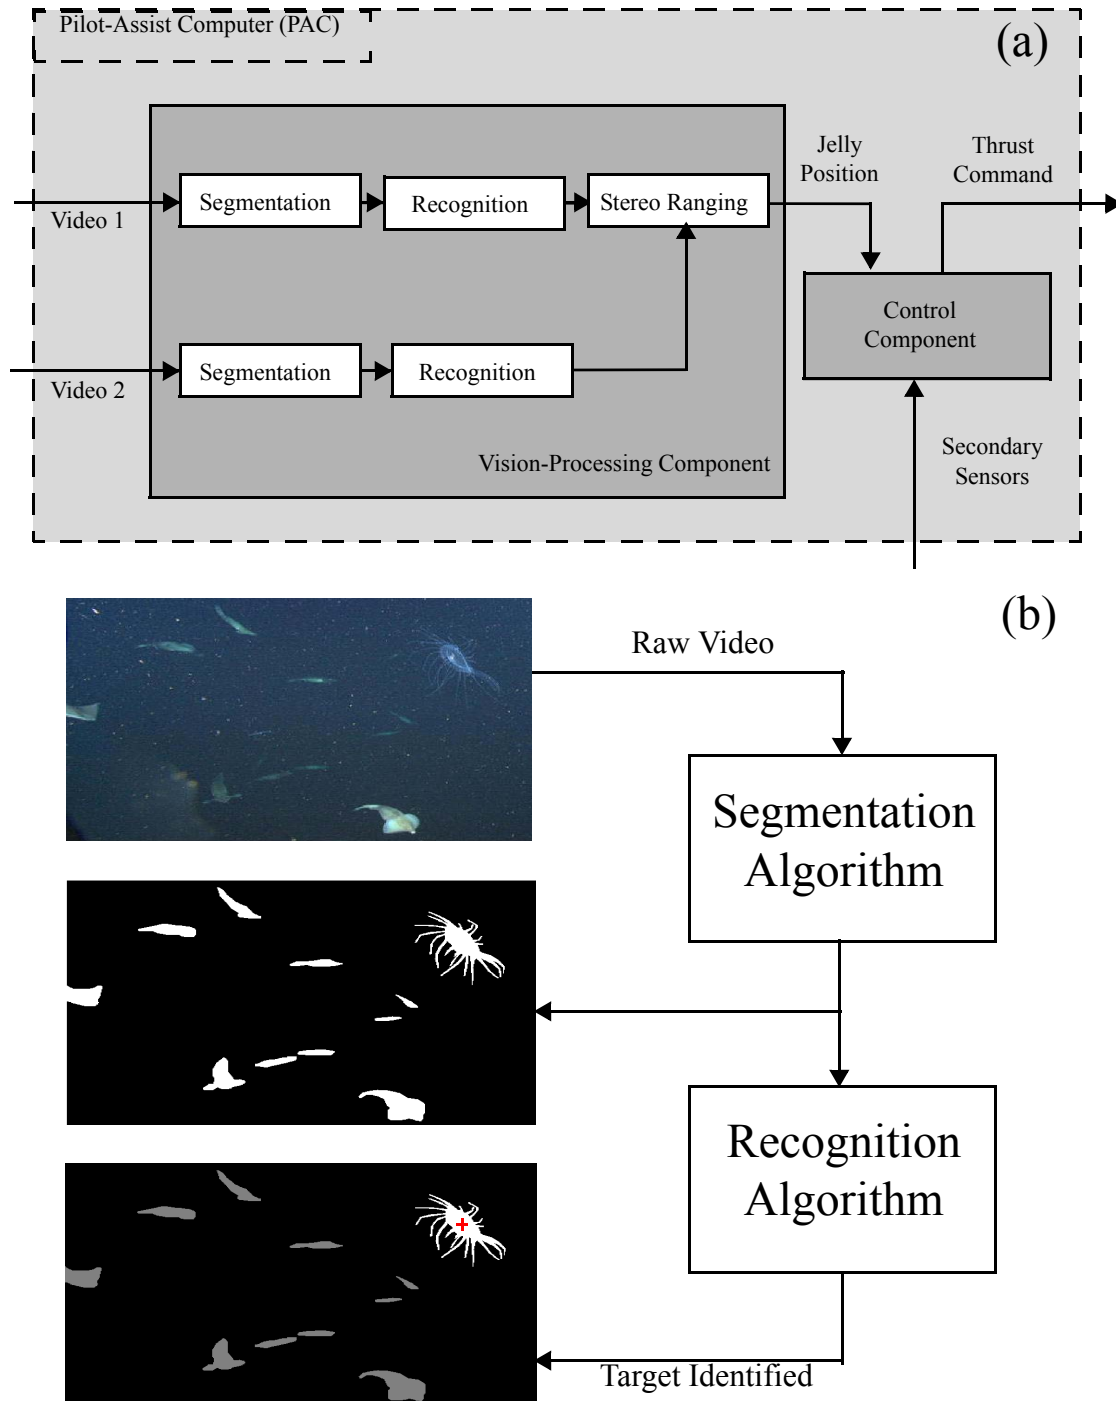 Pilot-Assist Computer (PAC)
(a)
Jelly
Position
Thrust
Command
Video 1
Segmentation
Recognition
Stereo Ranging
Control
Component
Video 2
Segmentation
Recognition
Vision-Processing Component
Secondary
Sensors
(b)
Raw Video
Segmentation
Algorithm
Recognition
Algorithm
Target Identified